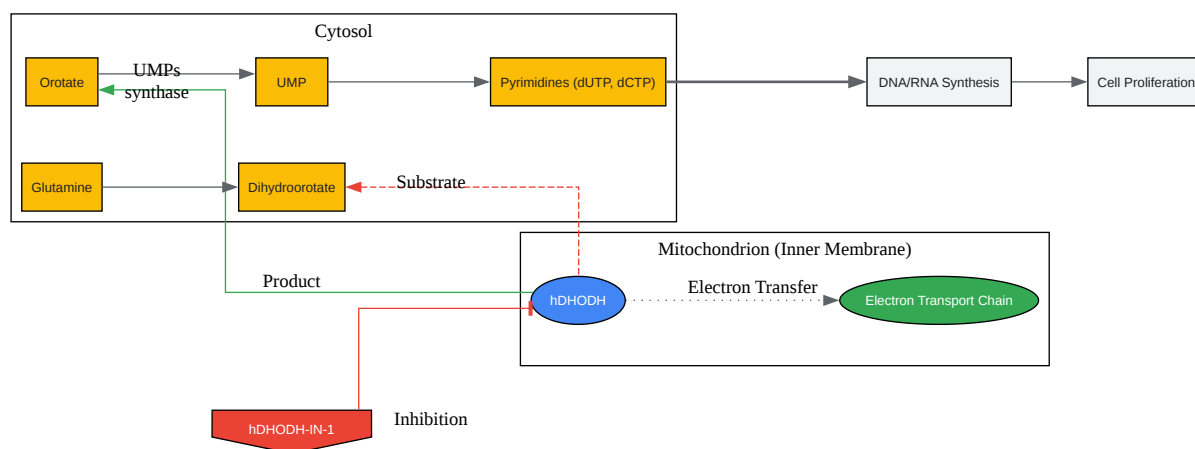 Cytosol
Orotate
UMPs
synthase
UMP
Pyrimidines (dUTP, dCTP)
DNA/RNA Synthesis
Cell Proliferation
Glutamine
Dihydroorotate
Substrate
Mitochondrion (Inner Membrane)
Product
hDHODH
Electron Transfer
Electron Transport Chain
hDHODH-IN-1
Inhibition